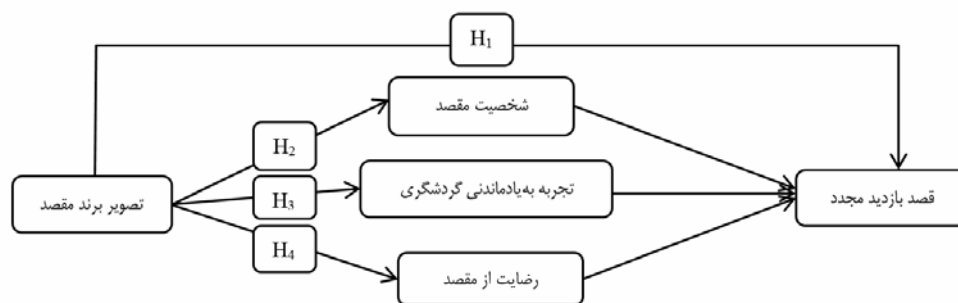 H₁
شخصیت مقصد
H₂
تجربه به‌یادماندنی گردشگری
H₃
تصویر برند مقصد
قصد بازدید مجدد
H₄
رضایت از مقصد